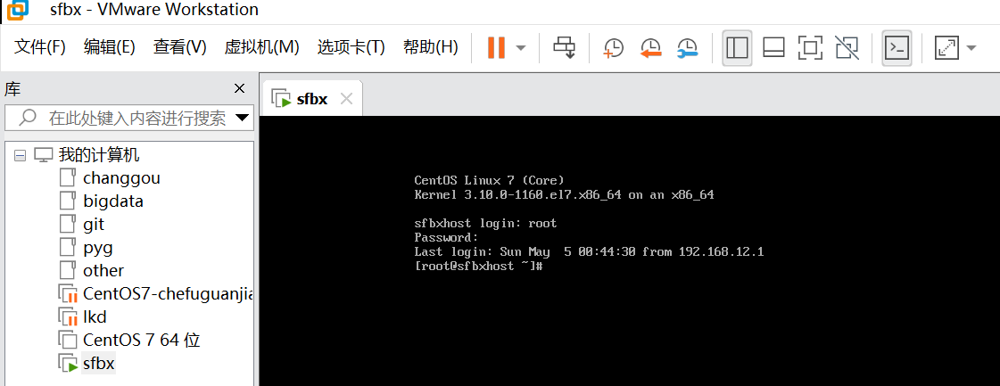 sfbx - VMware Workstation
文件(F) 编辑(E) 查看(V) 虚拟机(M) 选项卡(T) 帮助(H)
库
在此处键入内容进行搜索
我的计算机
changgou
bigdata
git
pyg
other
CentOS7-chefuguanjia
lkd
CentOS 7 64 位
sfbx
sfbx
CentOS Linux 7 (Core)
Kernel 3.10.0-1160.el7.x86_64 on an x86_64
sfbxhost login: root
Password:
Last login: Sun May  5 00:44:30 from 192.168.12.1
[root@sfbxhost ~]#